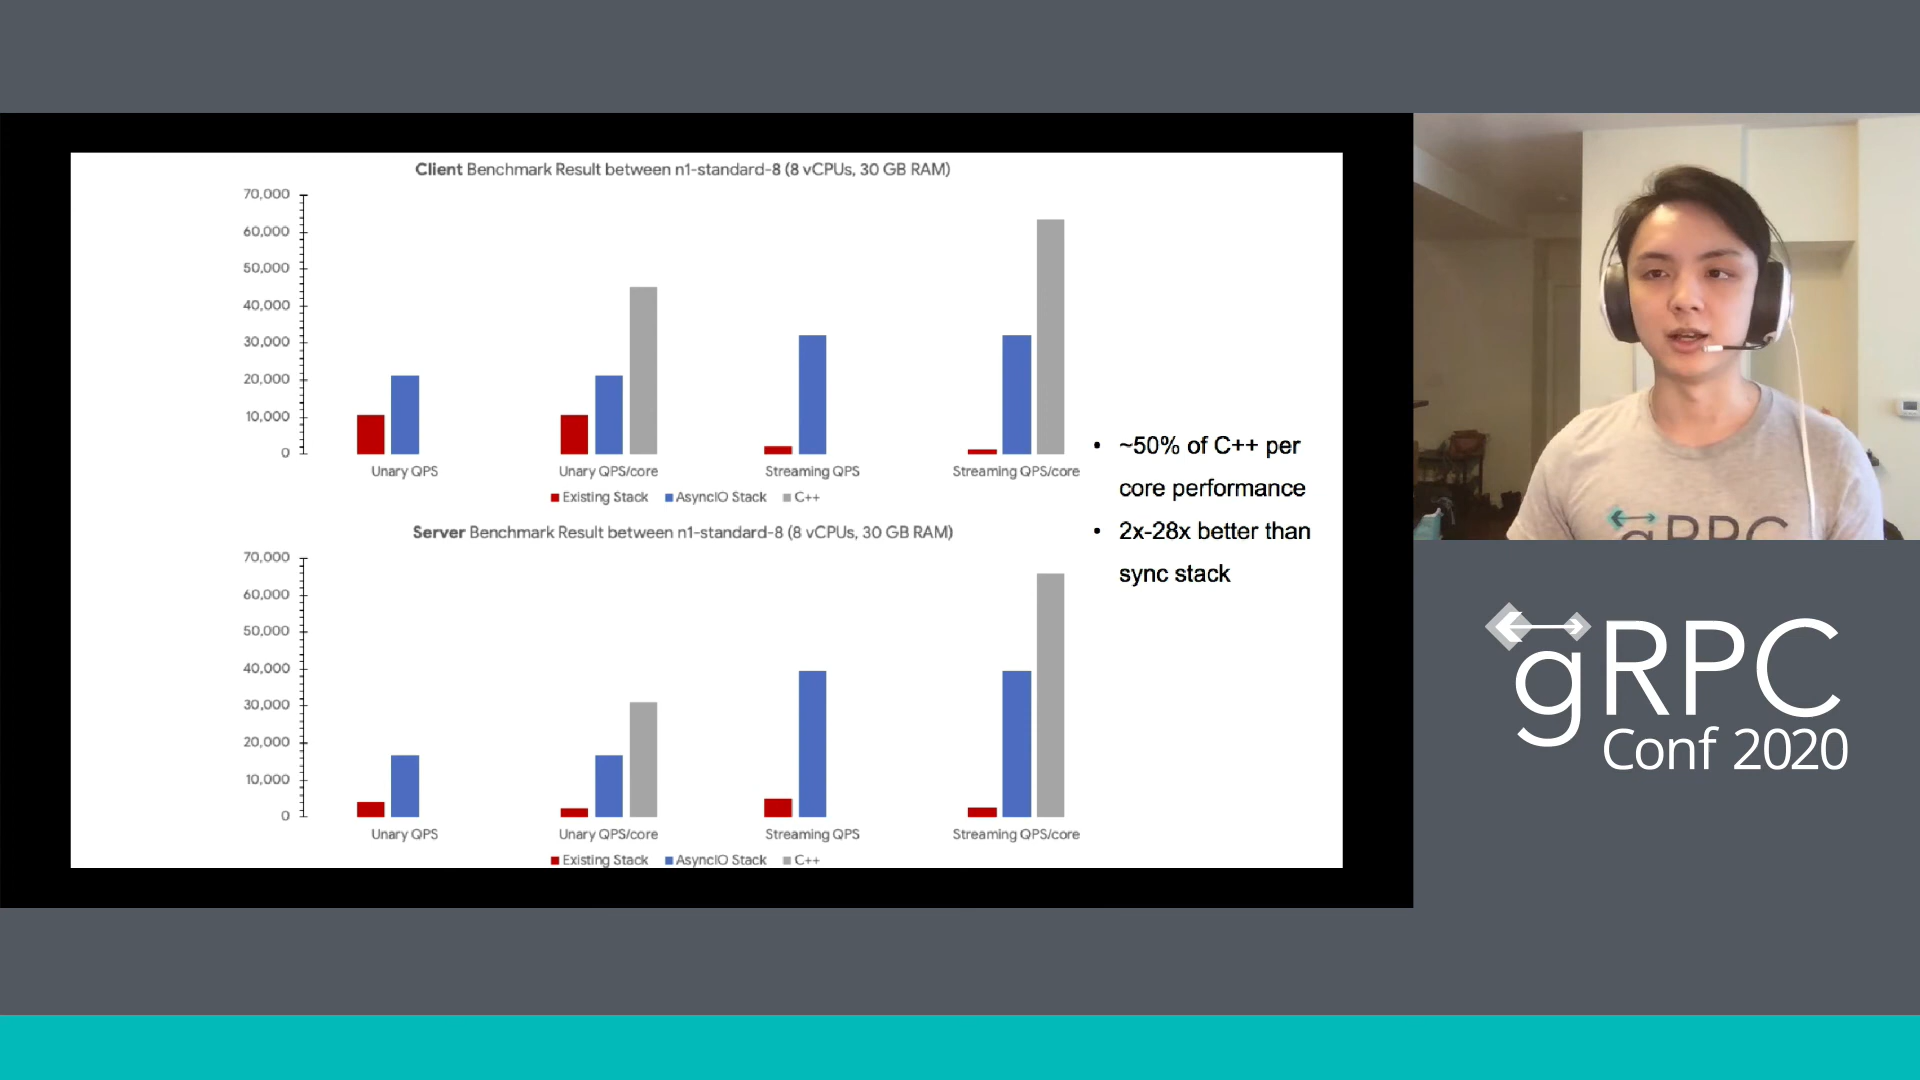 Client Benchmark Result between n1-standard-8 (8 vCPUs, 30 GB RAM)
70,000
60,000
50,000
40,000
30,000
20,000
10,000
0
Unary QPS
Unary QPS/core
Streaming QPS
Streaming QPS/core
Existing Stack
AsyncIO Stack
C++
Server Benchmark Result between n1-standard-8 (8 vCPUs, 30 GB RAM)
70,000
60,000
50,000
40,000
30,000
20,000
10,000
0
Unary QPS
Unary QPS/core
Streaming QPS
Streaming QPS/core
Existing Stack
AsyncIO Stack
C++
• ~50% of C++ per
core performance
• 2x-28x better than
sync stack
gRPC
gRPC
Conf 2020